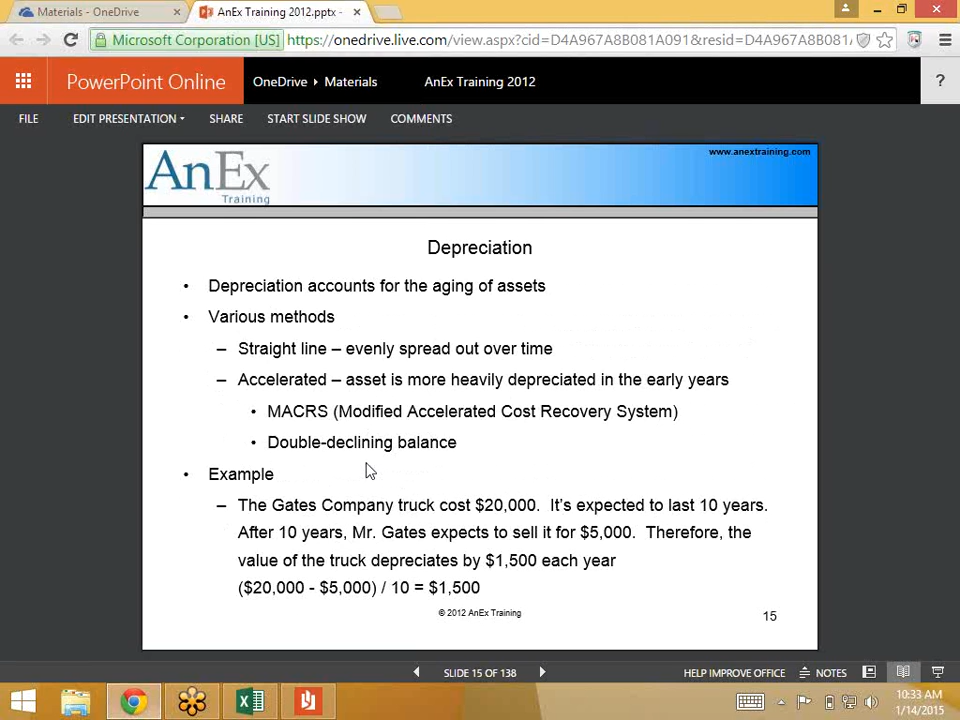 Materials - OneDrive
AnEx Training 2012.pptx -
Microsoft Corporation [US] https://onedrive.live.com/view.aspx?cid=D4A967A8B081A091&resid=D4A967A8B081
PowerPoint Online
OneDrive ▸ Materials
AnEx Training 2012
?
FILE
EDIT PRESENTATION
SHARE
START SLIDE SHOW
COMMENTS
www.anextraining.com
AnEx
Training
Depreciation
• Depreciation accounts for the aging of assets
• Various methods
– Straight line – evenly spread out over time
– Accelerated – asset is more heavily depreciated in the early years
• MACRS (Modified Accelerated Cost Recovery System)
• Double-declining balance
• Example
– The Gates Company truck cost $20,000. It's expected to last 10 years.
After 10 years, Mr. Gates expects to sell it for $5,000. Therefore, the
value of the truck depreciates by $1,500 each year
($20,000 - $5,000) / 10 = $1,500
© 2012 AnEx Training
15
SLIDE 15 OF 138
HELP IMPROVE OFFICE
NOTES
10:33 AM
1/14/2015